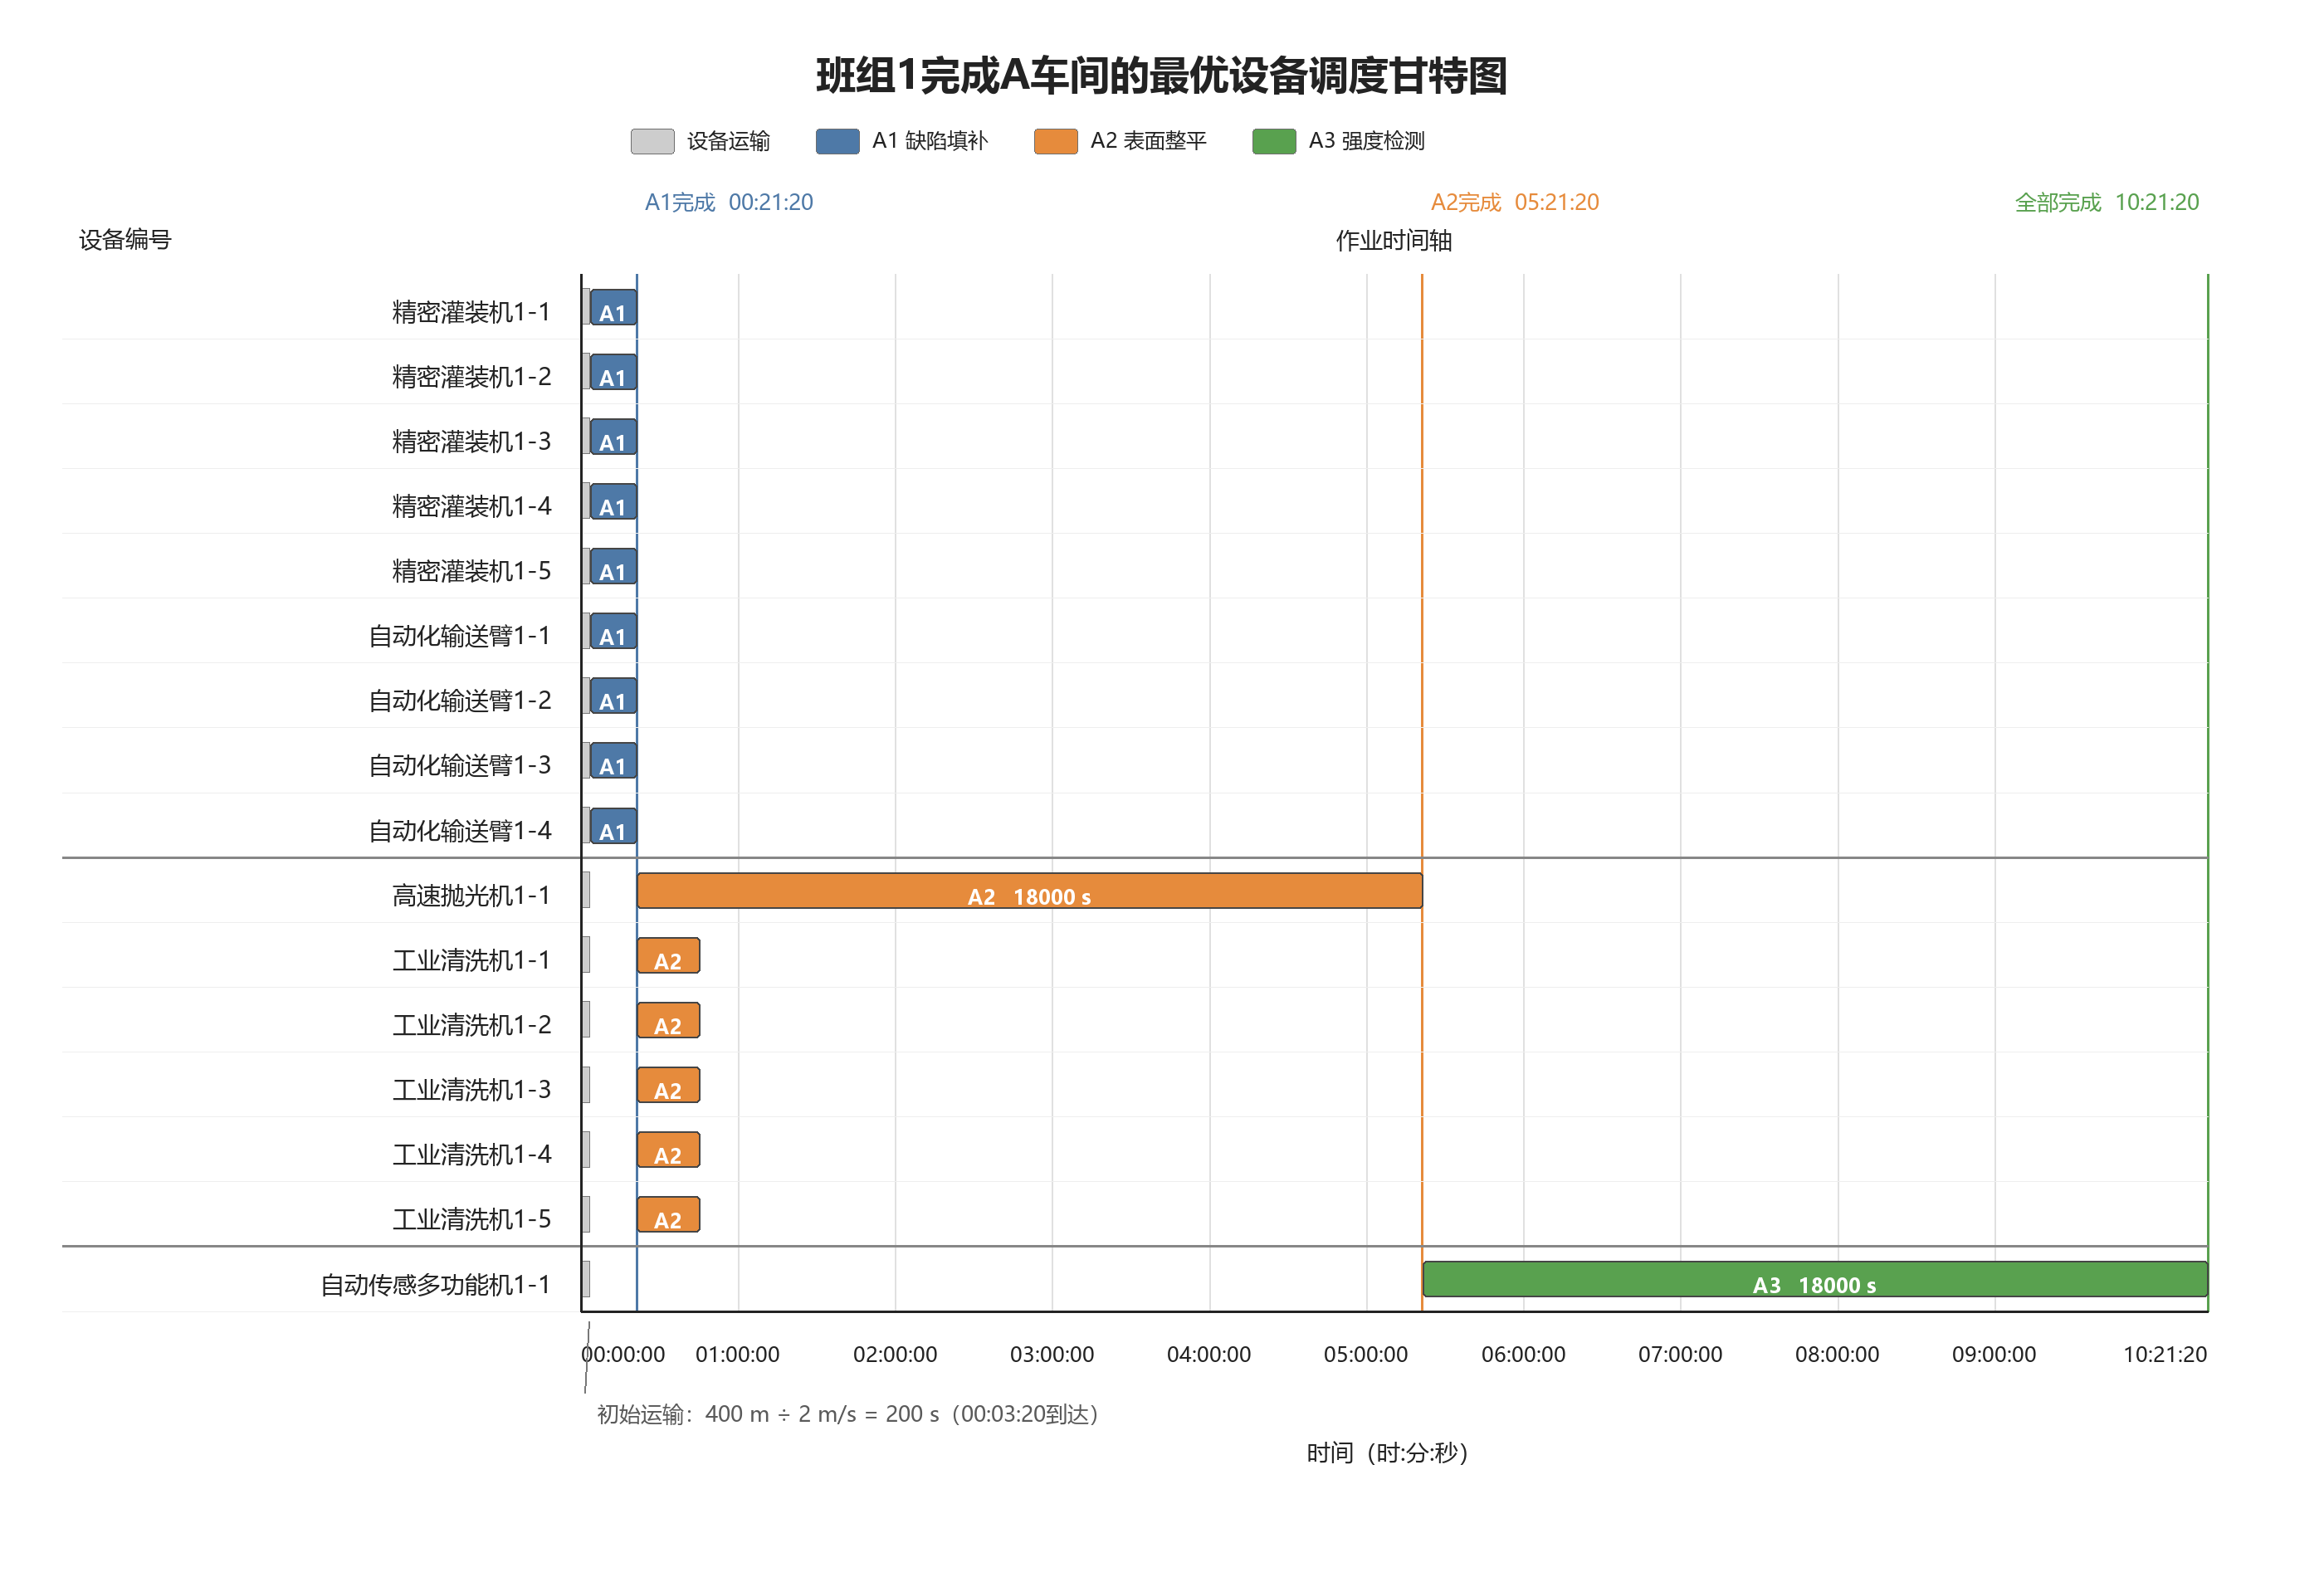 班组1完成A车间的最优设备调度甘特图
设备运输 A1 缺陷填补 A2 表面整平 A3 强度检测
A1完成 00:21:20 A2完成 05:21:20 全部完成 10:21:20
设备编号 作业时间轴
精密灌装机1-1 A1
精密灌装机1-2 A1
精密灌装机1-3 A1
精密灌装机1-4 A1
精密灌装机1-5 A1
自动化输送臂1-1 A1
自动化输送臂1-2 A1
自动化输送臂1-3 A1
自动化输送臂1-4 A1
高速抛光机1-1 A2 18000 s
工业清洗机1-1 A2
工业清洗机1-2 A2
工业清洗机1-3 A2
工业清洗机1-4 A2
工业清洗机1-5 A2
自动传感多功能机1-1 A3 18000 s
00:00:00 01:00:00 02:00:00 03:00:00 04:00:00 05:00:00 06:00:00 07:00:00 08:00:00 09:00:00 10:21:20
初始运输：400 m ÷ 2 m/s = 200 s（00:03:20到达）
时间（时:分:秒）